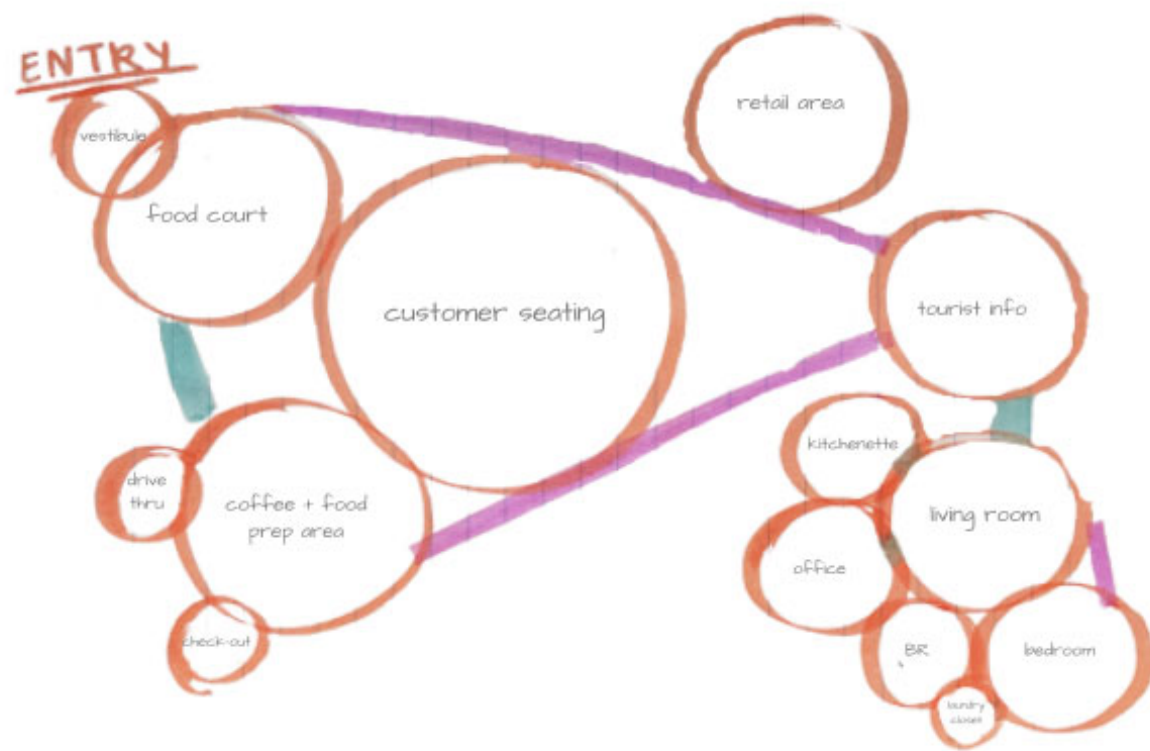 ENTRY
vestibule
retail area
food court
customer seating
tourist info
kitchenette
drive
thru
coffee + food
prep area
living room
office
check-out
BR
bedroom
laundry
closet